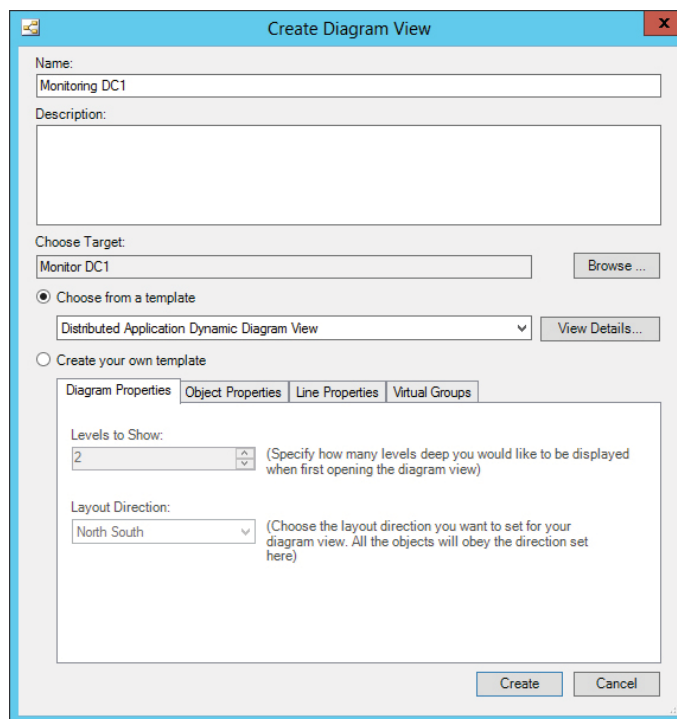 Create Diagram View
x
Name:
Monitoring DC1
Description:
Choose Target:
Monitor DC1
Browse ...
Choose from a template
Distributed Application Dynamic Diagram View
View Details...
Create your own template
Diagram Properties
Object Properties
Line Properties
Virtual Groups
Levels to Show:
2
(Specify how many levels deep you would like to be displayed
when first opening the diagram view)
Layout Direction:
North South
(Choose the layout direction you want to set for your
diagram view. All the objects will obey the direction set
here)
Create
Cancel